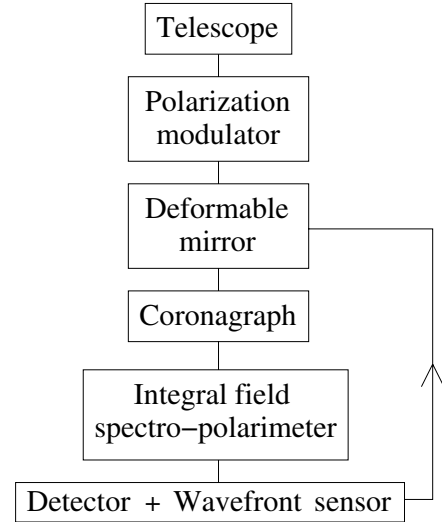 Telescope
Polarization
modulator
Deformable
mirror
Coronagraph
Integral field
spectro−polarimeter
Detector + Wavefront sensor